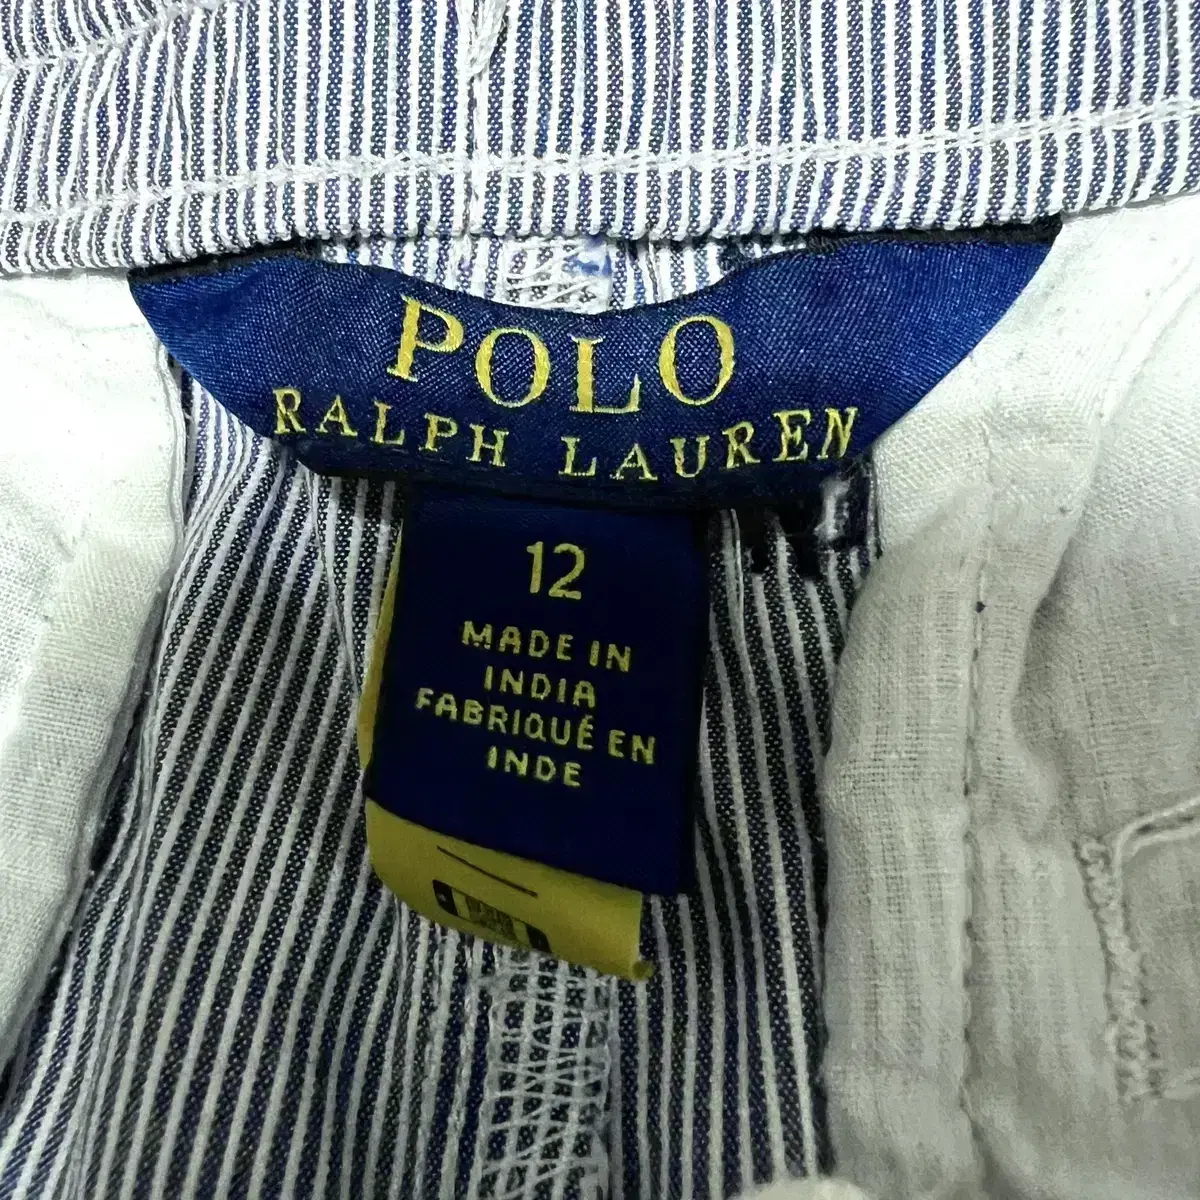 POLO
RALPH LAUREN
12
MADE IN
INDIA
FABRIQUÉ EN
INDE